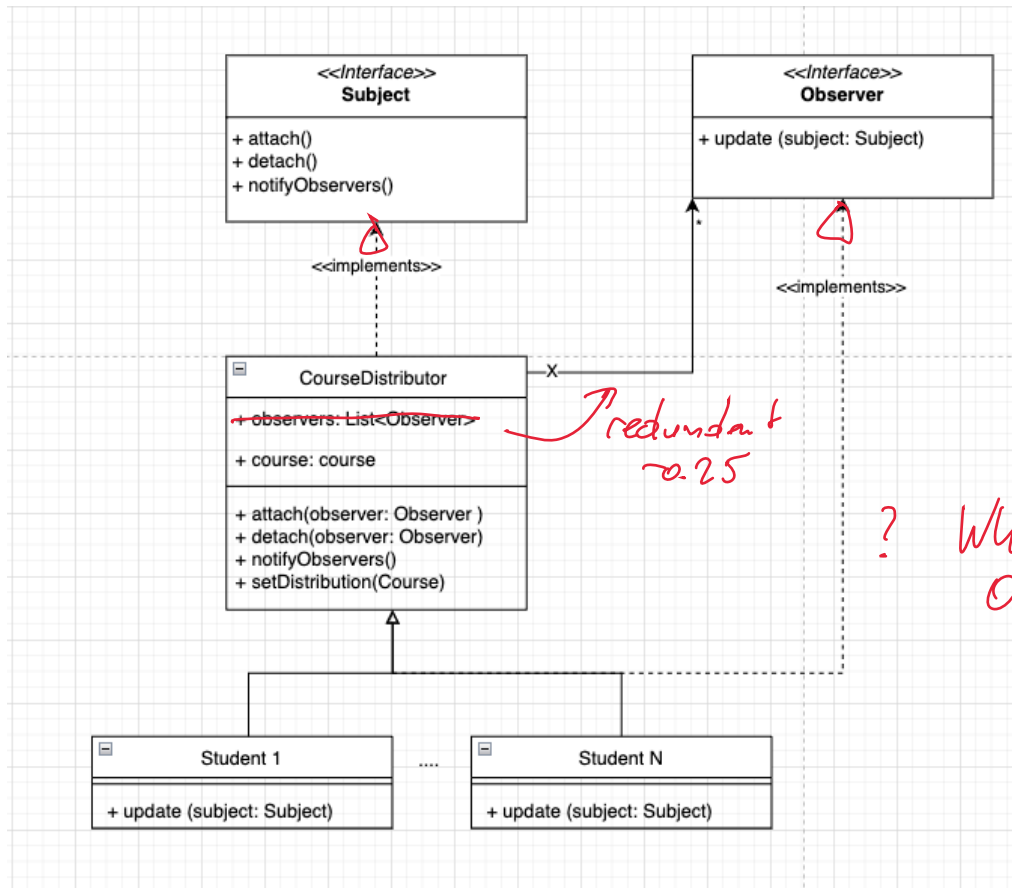 <<Interface>>
Subject
+ attach()
+ detach()
+ notifyObservers()
<<Interface>>
Observer
+ update (subject: Subject)
*
<<implements>>
<<implements>>
CourseDistributor
X
+ observers: List<Observer>
+ course: course
redundant
-0.25
+ attach(observer: Observer )
+ detach(observer: Observer)
+ notifyObservers()
+ setDistribution(Course)
?
Student 1
+ update (subject: Subject)
....
Student N
+ update (subject: Subject)